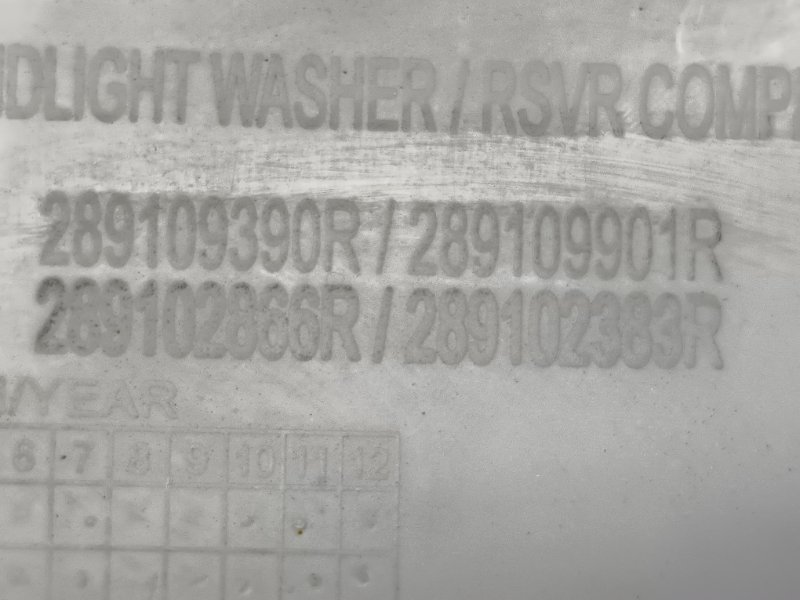 DLIGHT WASHER / RSVR COMP
289109390R / 289109901R
289102866R / 289102383R
/YEAR
6 7 8 9 10 11 12